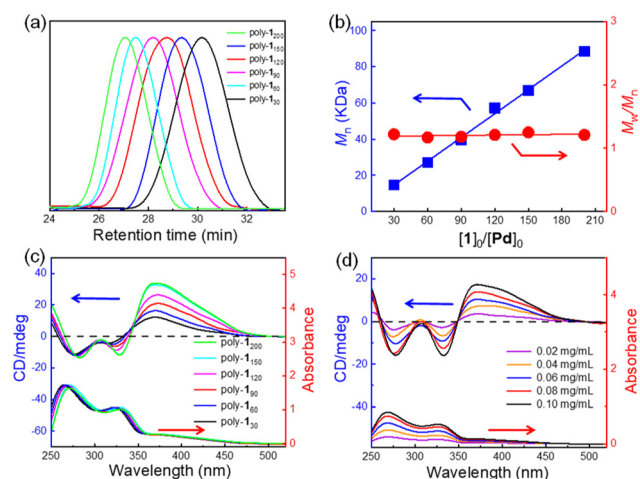 (a)
poly-1₂₀₀
poly-1₁₅₀
poly-1₁₂₀
poly-1₉₀
poly-1₆₀
poly-1₃₀
24 26 28 30 32
Retention time (min)
(b)
100
80
60
40
20
0
Mn (KDa)
3
2
1
0
Mw/Mn
30 60 90 120 150 180 210
[1]₀/[Pd]₀
(c)
40
20
0
-20
-40
-60
CD/mdeg
5
4
3
2
1
0
Absorbance
poly-1₂₀₀
poly-1₁₅₀
poly-1₁₂₀
poly-1₉₀
poly-1₆₀
poly-1₃₀
250 300 350 400 450 500
Wavelength (nm)
(d)
20
0
-20
-40
-60
CD/mdeg
4
3
2
1
0
Absorbance
0.02 mg/mL
0.04 mg/mL
0.06 mg/mL
0.08 mg/mL
0.10 mg/mL
250 300 350 400 450 500
Wavelength (nm)